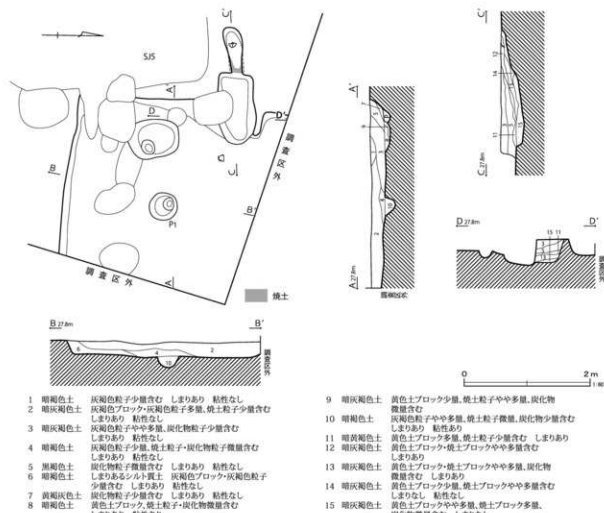 C'
SJ5
A'
D
D'
C
調査区外
B
B'
P1
調査区外
A
焼土
A'
A 27.8m
調査区外
C'
C 27.8m
D 27.8m
D'
調査区外
B 27.8m
B'
調査区外
0 2m
1:60
1 暗褐色土 灰褐色粒子少量含む しまりあり 粘性なし
2 暗灰褐色土 灰褐色ブロック・灰褐色粒子多量、焼土粒子少量含む
しまりあり 粘性なし
3 暗灰褐色土 灰褐色粒子やや多量、炭化物粒子少量含む
しまりあり 粘性なし
4 暗褐色土 灰褐色粒子少量、焼土粒子・炭化物粒子微量含む
しまりあり 粘性なし
5 黒褐色土 炭化物粒子微量含む しまりあり 粘性なし
6 暗褐色土 しまりあるシルト質土 灰褐色ブロック・灰褐色粒子
少量含む しまりあり 粘性なし
7 黄褐灰色土 炭化物粒子少量含む しまりあり 粘性なし
8 暗褐色土 黄色土ブロック、焼土粒子・炭化物微量含む
9 暗灰褐色土 黄色土ブロック少量、焼土粒子やや多量、炭化物
微量含む
10 暗褐色土 灰褐色粒子やや多量、焼土粒子微量、炭化物少量含む
しまりあり 粘性あり
11 暗黄褐色土 黄色土ブロック多量、焼土粒子少量含む しまりあり
12 暗灰褐色土 黄色土ブロック少量、焼土ブロックやや多量含む
しまりあり
13 暗灰褐色土 黄色土ブロック・焼土ブロックやや多量、炭化物
微量含む しまりあり
14 暗灰褐色土 黄色土ブロック少量、焼土ブロックやや多量含む
しまりなし 粘性なし
15 暗灰褐色土 黄色土ブロックやや多量、焼土ブロック多量、